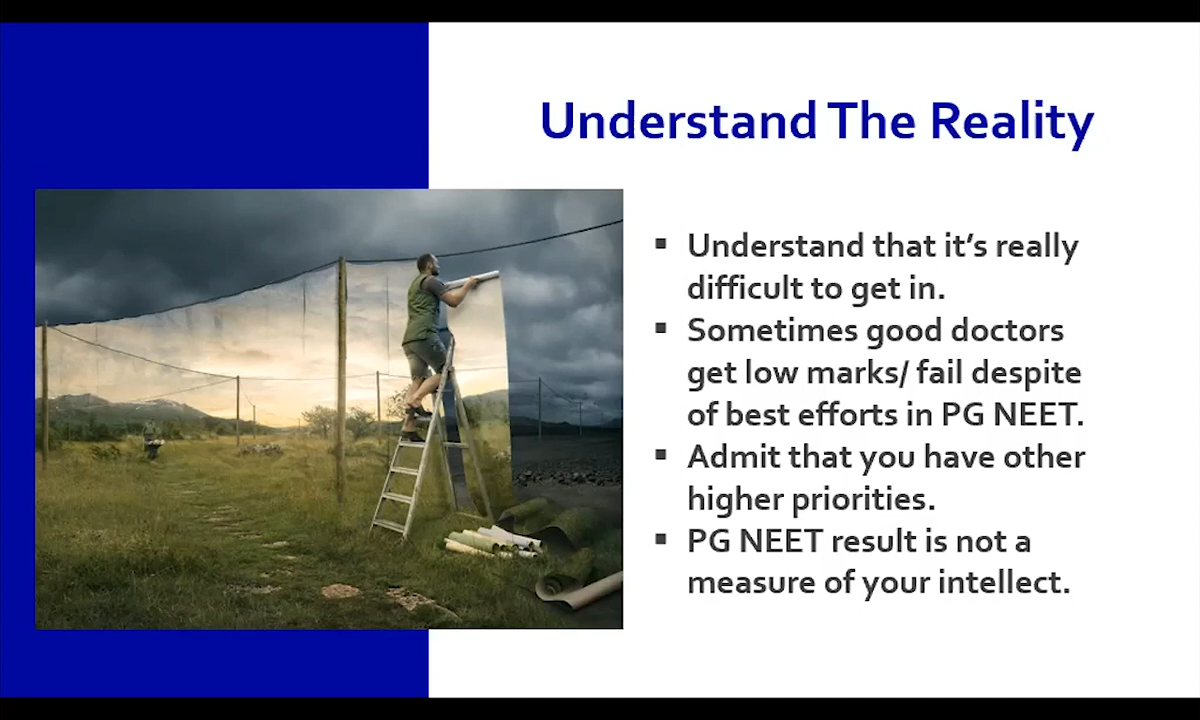 Understand The Reality
▪ Understand that it's really
difficult to get in.
▪ Sometimes good doctors
get low marks/ fail despite
of best efforts in PG NEET.
▪ Admit that you have other
higher priorities.
▪ PG NEET result is not a
measure of your intellect.